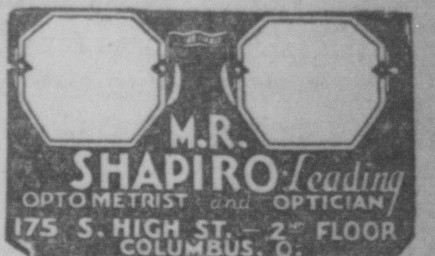 M.R.
SHAPIRO Leading
OPTOMETRIST and OPTICIAN
175 S. HIGH ST. - 2ND FLOOR
COLUMBUS, O.